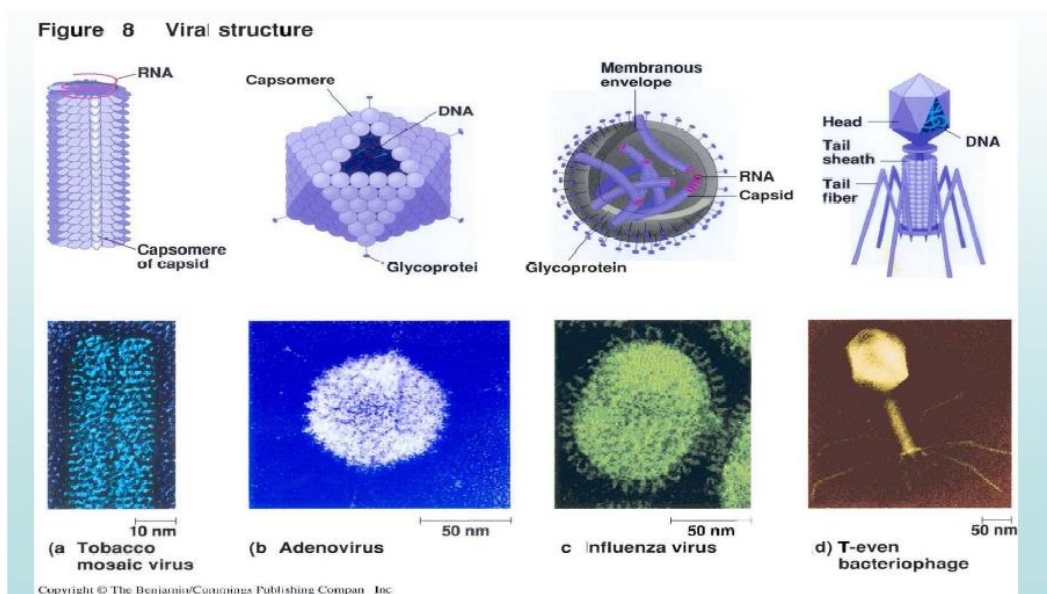 Figure 8 Viral structure
RNA
Capsomere
of capsid
Capsomere
DNA
Glycoprotei
Membranous
envelope
RNA
Capsid
Glycoprotein
Head
DNA
Tail
sheath
Tail
fiber
10 nm
(a Tobacco
mosaic virus
50 nm
(b Adenovirus
50 nm
c Influenza virus
50 nm
(d) T-even
bacteriophage
Copyright © The Benjamin/Cummings Publishing Compan Inc